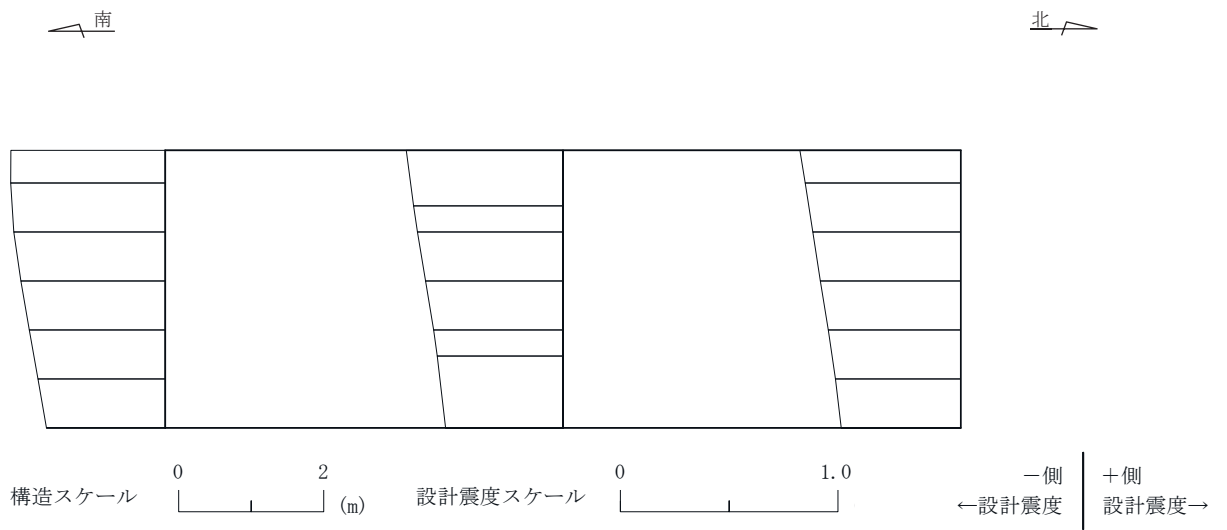 南
北
0 2
構造スケール (m)
0 1.0
設計震度スケール
－側 ＋側
←設計震度 設計震度→